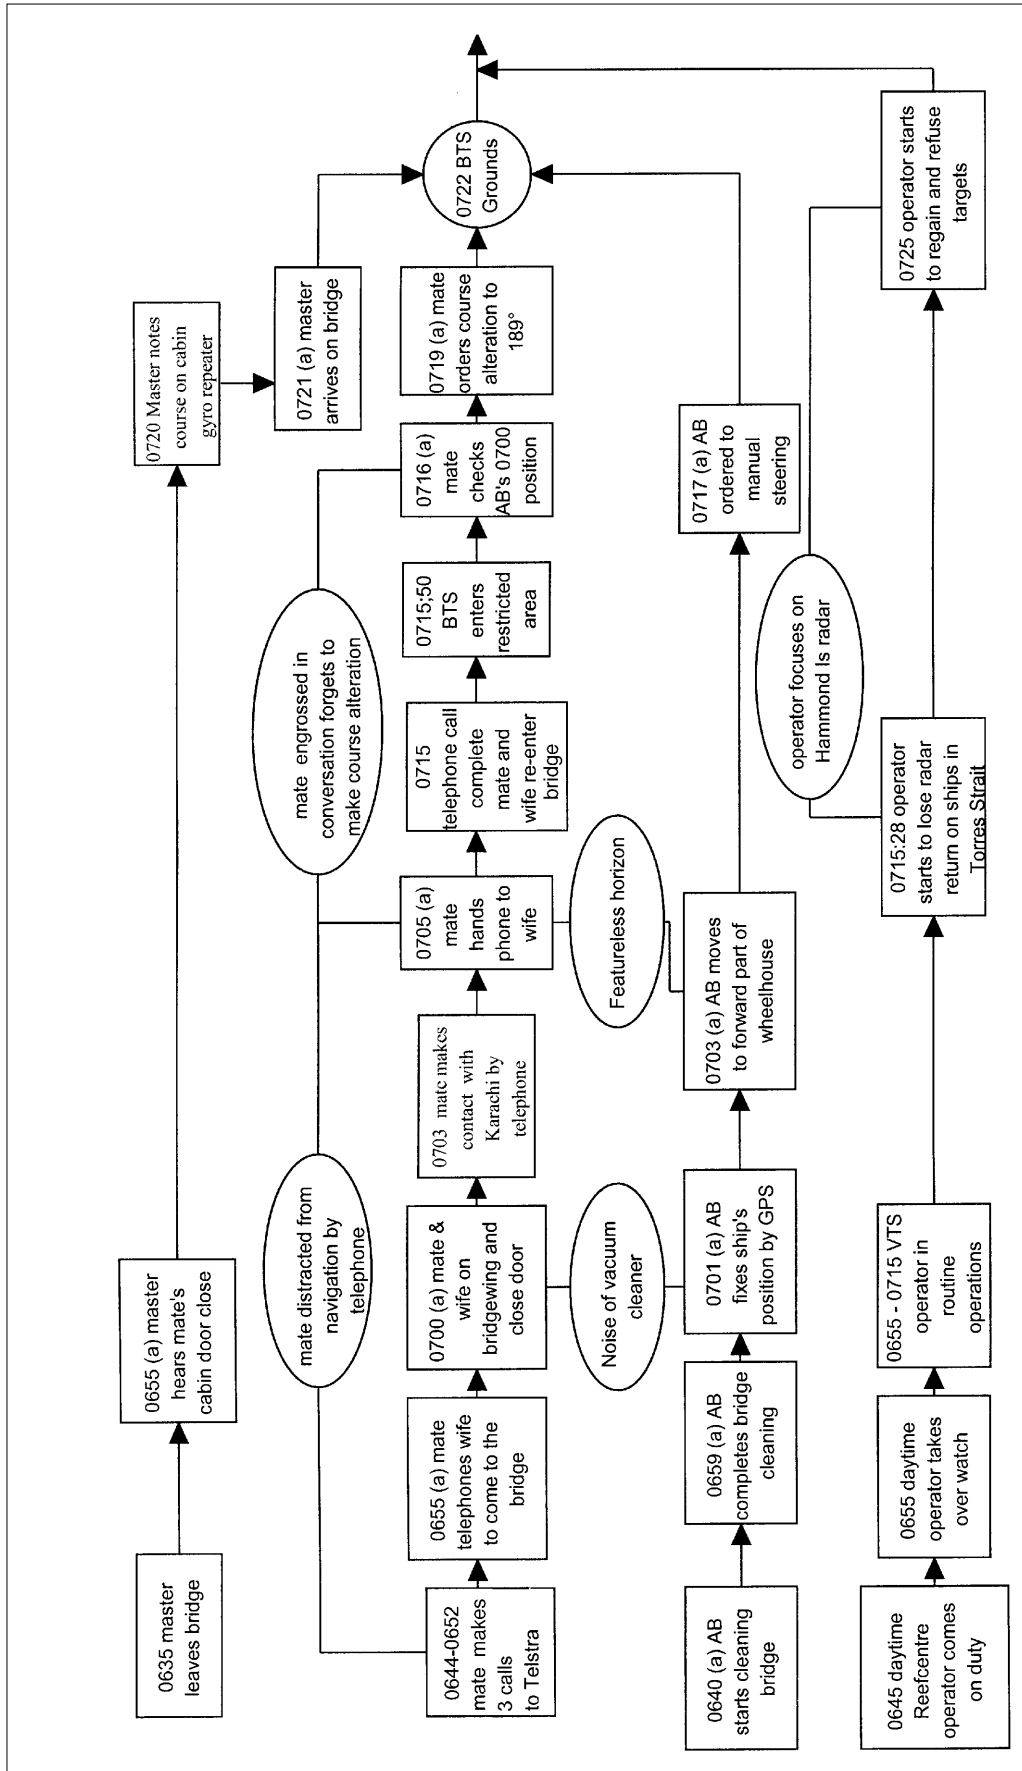 0635 master
leaves bridge
0655 (a) master
hears mate's
cabin door close
0720 Master notes
course on cabin
gyro repeater
0721 (a) master
arrives on bridge
mate distracted from
navigation by
telephone
mate engrossed in
conversation forgets to
make course alteration
0644-0652
mate makes
3 calls
to Telstra
0655 (a) mate
telephones wife
to come to the
bridge
0700 (a) mate &
wife on
bridgewing and
close door
0703 mate makes
contact with
Karachi by
telephone
0705 (a)
mate
hands
phone to
wife
0715
telephone call
complete
mate and
wife re-enter
bridge
0715;50
BTS
enters
restricted
area
0716 (a)
mate
checks
AB's 0700
position
0719 (a) mate
orders course
alteration to
189°
0722 BTS
Grounds
Noise of vacuum
cleaner
Featureless horizon
0640 (a) AB
starts cleaning
bridge
0659 (a) AB
completes bridge
cleaning
0701 (a) AB
fixes ship's
position by GPS
0703 (a) AB moves
to forward part of
wheelhouse
0717 (a) AB
ordered to
manual
steering
operator focuses on
Hammond Is radar
0645 daytime
Reefcentre
operator comes
on duty
0655 daytime
operator takes
over watch
0655 - 0715 VTS
operator in
routine
operations
0715:28 operator
starts to lose radar
return on ships in
Torres Strait
0725 operator starts
to regain and refuse
targets